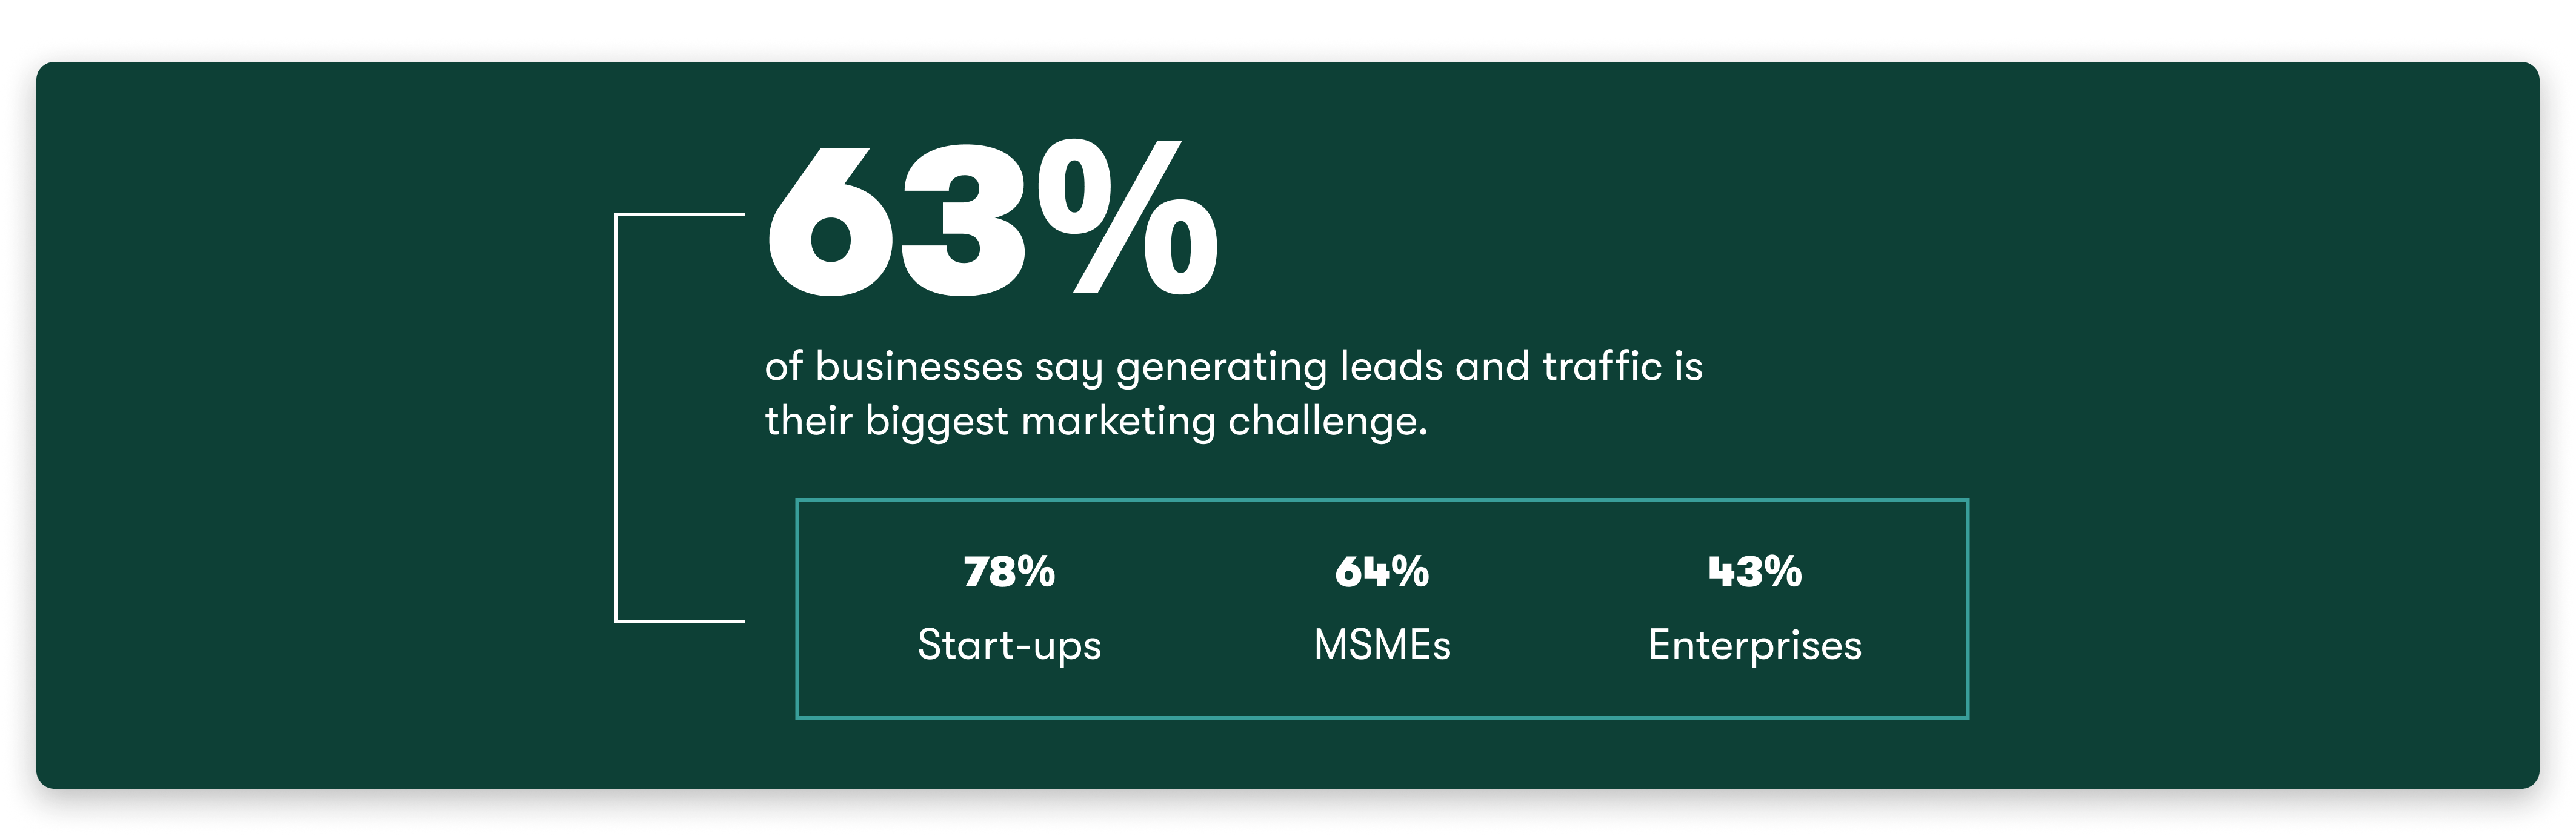 63%
of businesses say generating leads and traffic is
their biggest marketing challenge.
78% 64% 43%
Start-ups MSMEs Enterprises